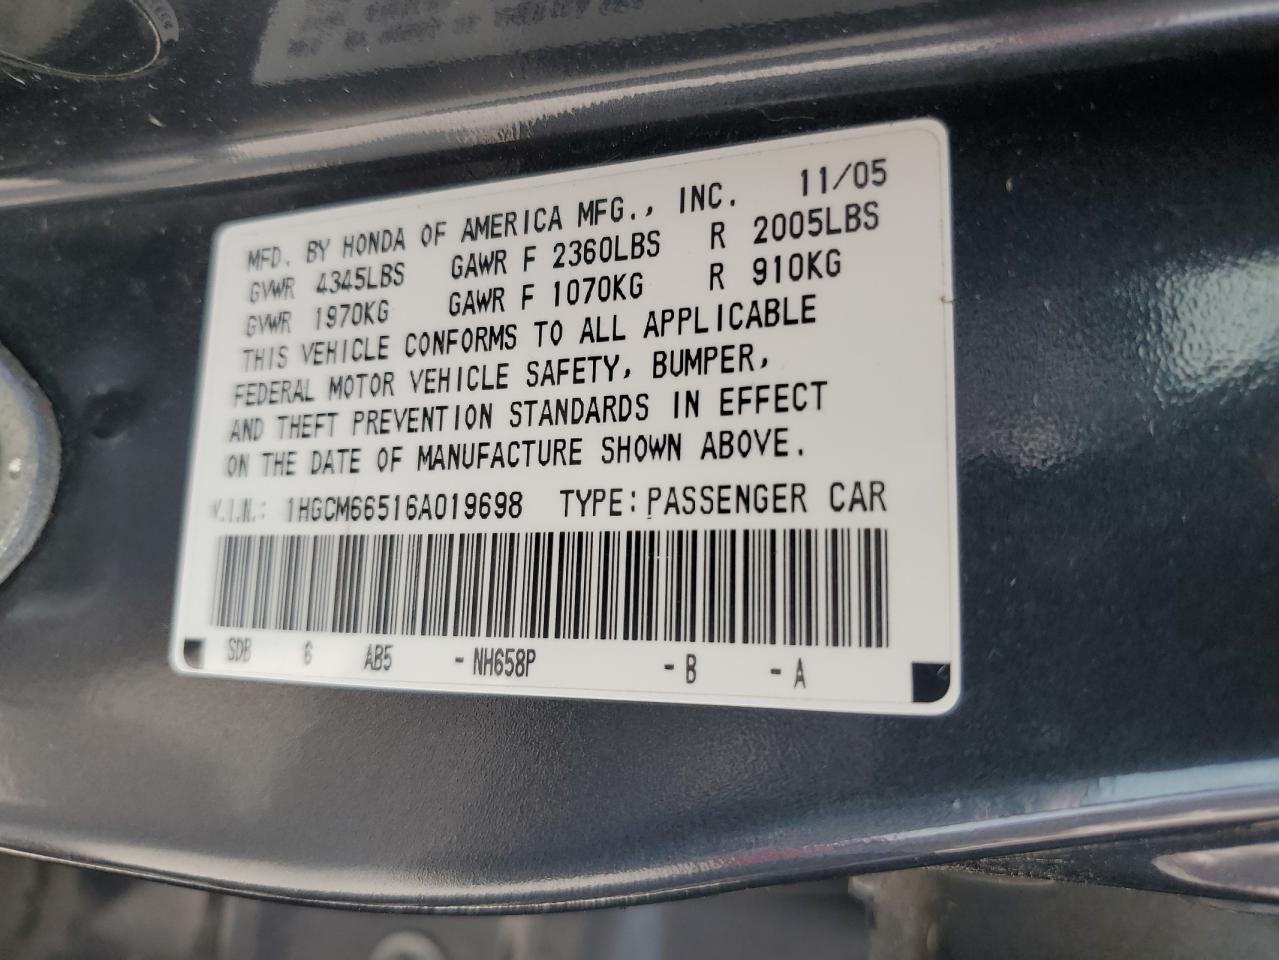 MFD. BY HONDA OF AMERICA MFG., INC. 11/05
GVWR 4345LBS GAWR F 2360LBS R 2005LBS
GVWR 1970KG GAWR F 1070KG R 910KG
THIS VEHICLE CONFORMS TO ALL APPLICABLE
FEDERAL MOTOR VEHICLE SAFETY, BUMPER,
AND THEFT PREVENTION STANDARDS IN EFFECT
ON THE DATE OF MANUFACTURE SHOWN ABOVE.
V.I.N.: 1HGCM66516A019698 TYPE:PASSENGER CAR
SDB 6 AB5 -NH658P -B -A